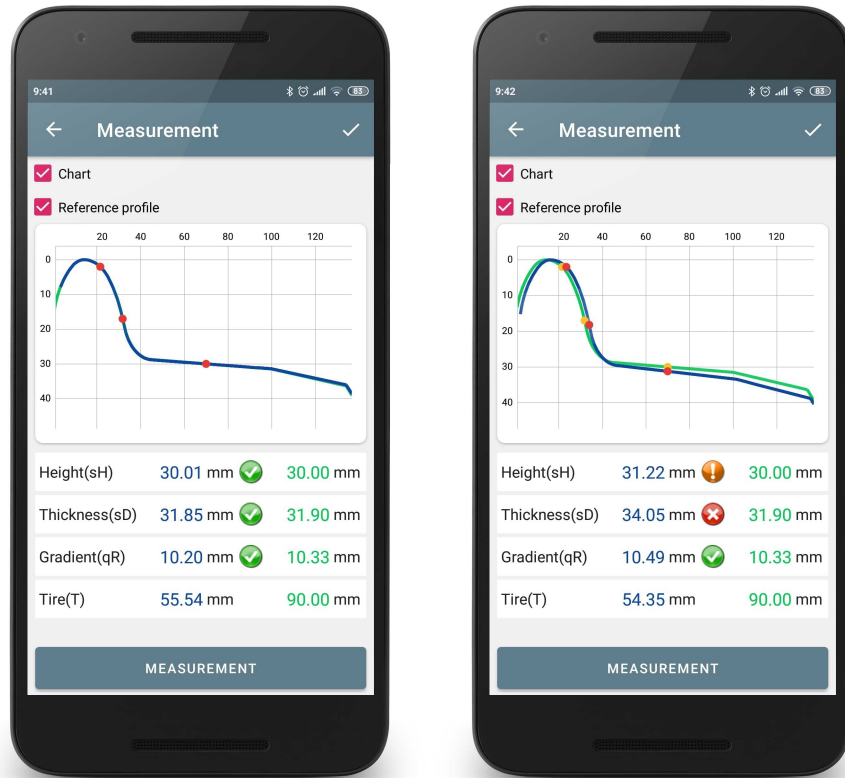 9:41
83
Measurement
Chart
Reference profile
20 40 60 80 100 120
0
10
20
30
40
Height(sH) 30.01 mm 30.00 mm
Thickness(sD) 31.85 mm 31.90 mm
Gradient(qR) 10.20 mm 10.33 mm
Tire(T) 55.54 mm 90.00 mm
MEASUREMENT
9:42
83
Measurement
Chart
Reference profile
20 40 60 80 100 120
0
10
20
30
40
Height(sH) 31.22 mm 30.00 mm
Thickness(sD) 34.05 mm 31.90 mm
Gradient(qR) 10.49 mm 10.33 mm
Tire(T) 54.35 mm 90.00 mm
MEASUREMENT